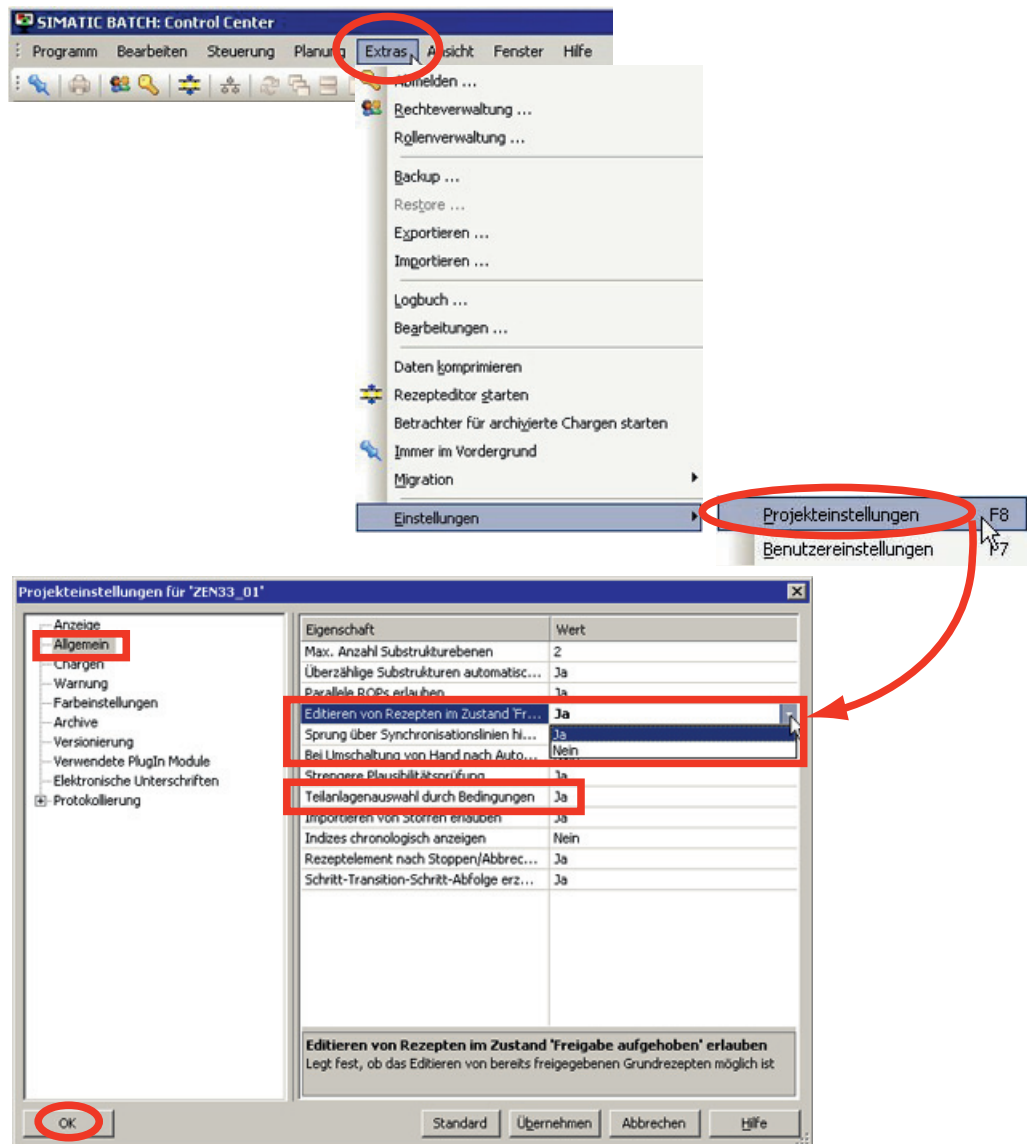 SIMATIC BATCH: Control Center
Programm Bearbeiten Steuerung Planung Extras Ansicht Fenster Hilfe
Abmelden ...
Rechteverwaltung ...
Rollenverwaltung ...
Backup ...
Restore ...
Exportieren ...
Importieren ...
Logbuch ...
Bearbeitungen ...
Daten komprimieren
Rezepteditor starten
Betrachter für archivierte Chargen starten
Immer im Vordergrund
Migration
Einstellungen
Projekteinstellungen F8
Benutzereinstellungen F7
Projekteinstellungen für 'ZEN33_01'
Anzeige
Allgemein
Chargen
Warnung
Farbeinstellungen
Archive
Versionierung
Verwendete PlugIn Module
Elektronische Unterschriften
Protokollierung
Eigenschaft Wert
Max. Anzahl Substrukturebenen 2
Überzählige Substrukturen automatisc... Ja
Parallele ROPs erlauben Ja
Editieren von Rezepten im Zustand 'Fr... Ja
Sprung über Synchronisationslinien hi... Ja
Bei Umschaltung von Hand nach Auto... Nein
Strengere Plausibilitätsprüfung Ja
Teilanlagenauswahl durch Bedingungen Ja
Importieren von Störren erlauben Ja
Indizes chronologisch anzeigen Nein
Rezeptelement nach Stoppen/Abbrec... Ja
Schritt-Transition-Schritt-Abfolge erz... Ja
Editieren von Rezepten im Zustand 'Freigabe aufgehoben' erlauben
Legt fest, ob das Editieren von bereits freigegebenen Grundrezepten möglich ist
OK Standard Übernehmen Abbrechen Hilfe